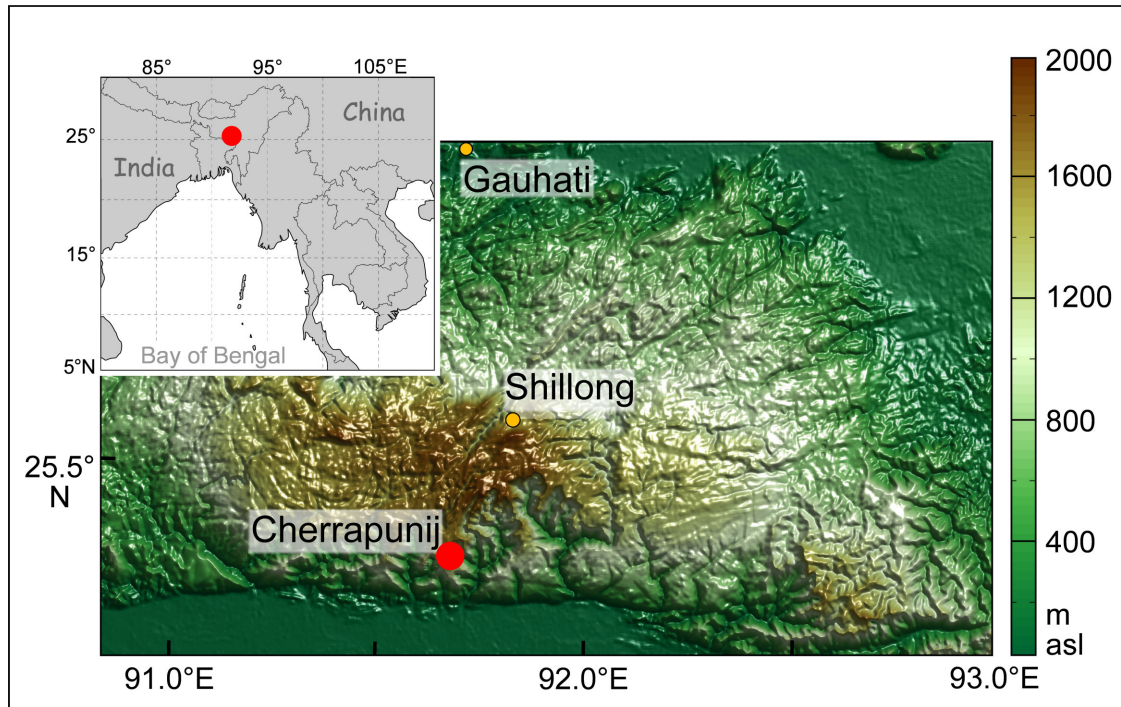 85° 95° 105°E
China
25°
India
15°
Bay of Bengal
5°N
Gauhati
Shillong
25.5°
N
Cherrapunij
91.0°E 92.0°E 93.0°E
2000
1600
1200
800
400
m
asl